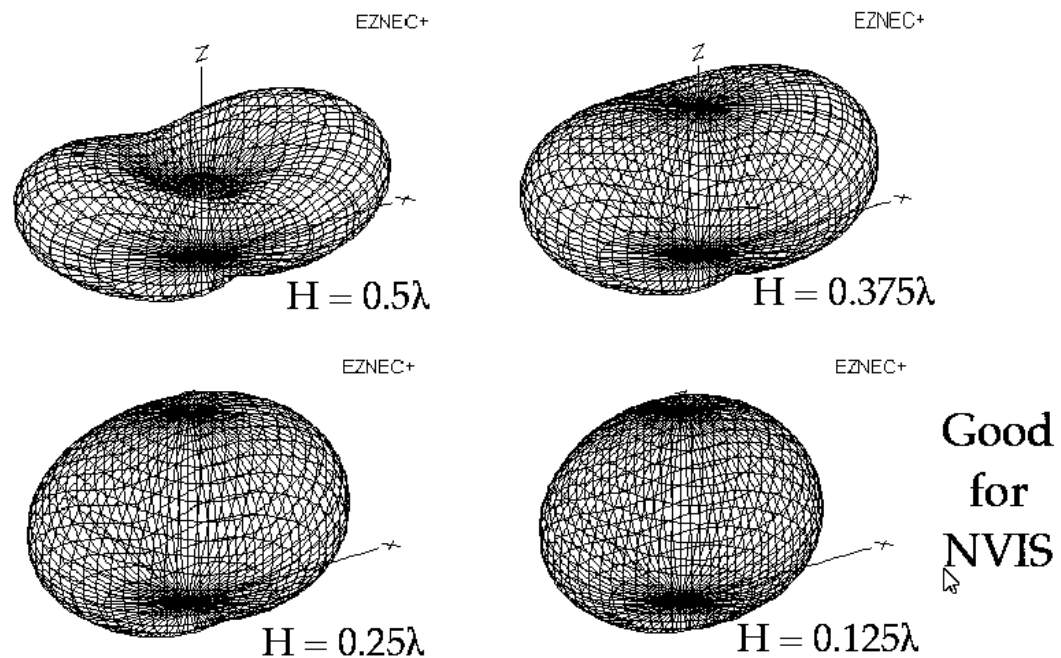 EZNEC+
EZNEC+
Z
Z
X
X
H = 0.5λ
H = 0.375λ
EZNEC+
EZNEC+
Good
for
NVIS
X
X
H = 0.25λ
H = 0.125λ